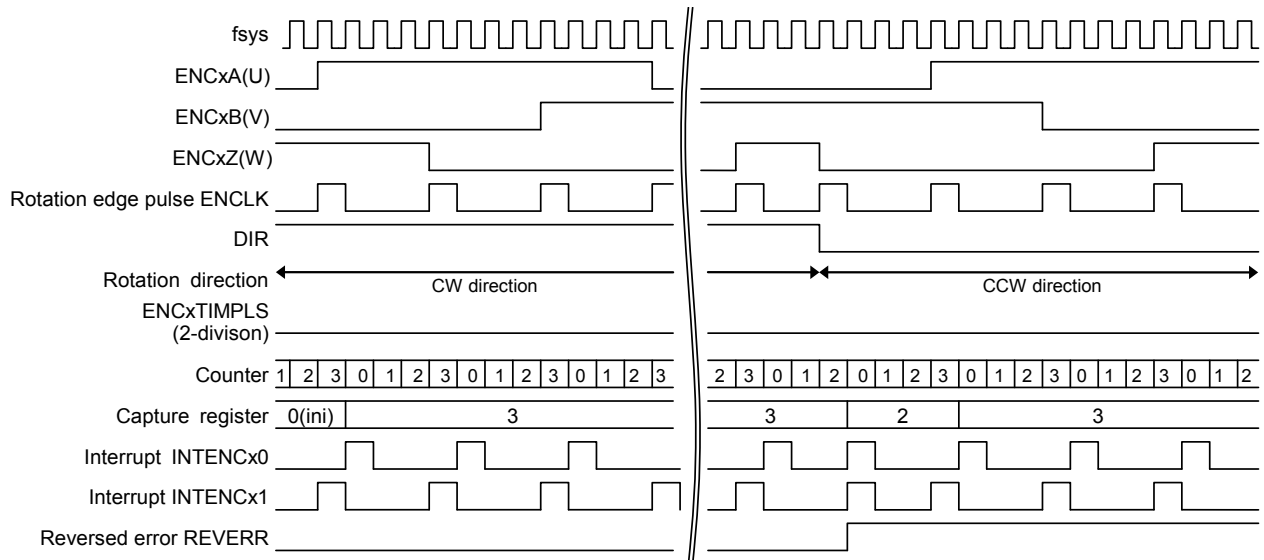 fsys
ENCxA(U)
ENCxB(V)
ENCxZ(W)
Rotation edge pulse ENCLK
DIR
Rotation direction CW direction CCW direction
ENCxTIMPLS
(2-divison)
Counter 1 2 3 0 1 2 3 0 1 2 3 0 1 2 3 2 3 0 1 2 0 1 2 3 0 1 2 3 0 1 2 3 0 1 2
Capture register 0(ini) 3 3 2 3
Interrupt INTENCx0
Interrupt INTENCx1
Reversed error REVERR